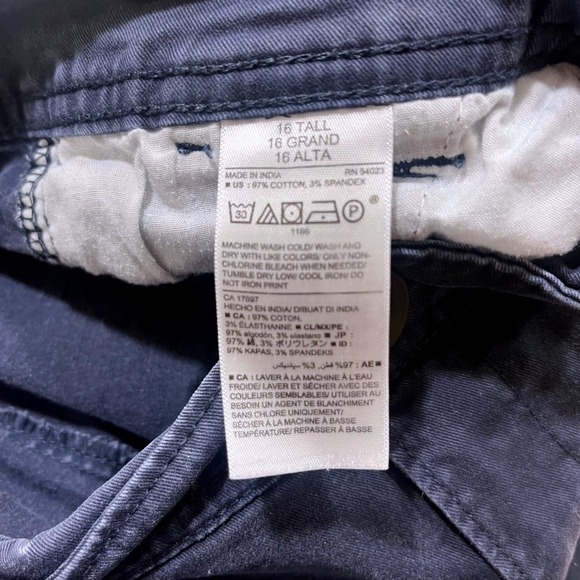 16 TALL
16 GRAND
16 ALTA
MADE IN INDIA RN 54023
■ US : 97% COTTON, 3% SPANDEX
30 P ®
1166
MACHINE WASH COLD/ WASH AND
DRY WITH LIKE COLORS/ ONLY NON-
CHLORINE BLEACH WHEN NEEDED/
TUMBLE DRY LOW/ COOL IRON/ DO
NOT IRON PRINT
CA 17897
HECHO EN INDIA/ DIBUAT DI INDIA
■ CA : 97% COTON,
3% ÉLASTHANNE ■ CL/MX/PE :
97% algodón, 3% elastano ■ JP :
97% 綿, 3% ポリウレタン ■ ID :
97% KAPAS, 3% SPANDEKS
■ AE : 97% قطن, 3% سپانديكس
■ CA : LAVER À LA MACHINE À L'EAU
FROIDE/ LAVER ET SÉCHER AVEC DES
COULEURS SEMBLABLES/ UTILISER AU
BESOIN UN AGENT DE BLANCHIMENT
SANS CHLORE UNIQUEMENT/
SÉCHER À LA MACHINE À BASSE
TEMPÉRATURE/ REPASSER À BASSE